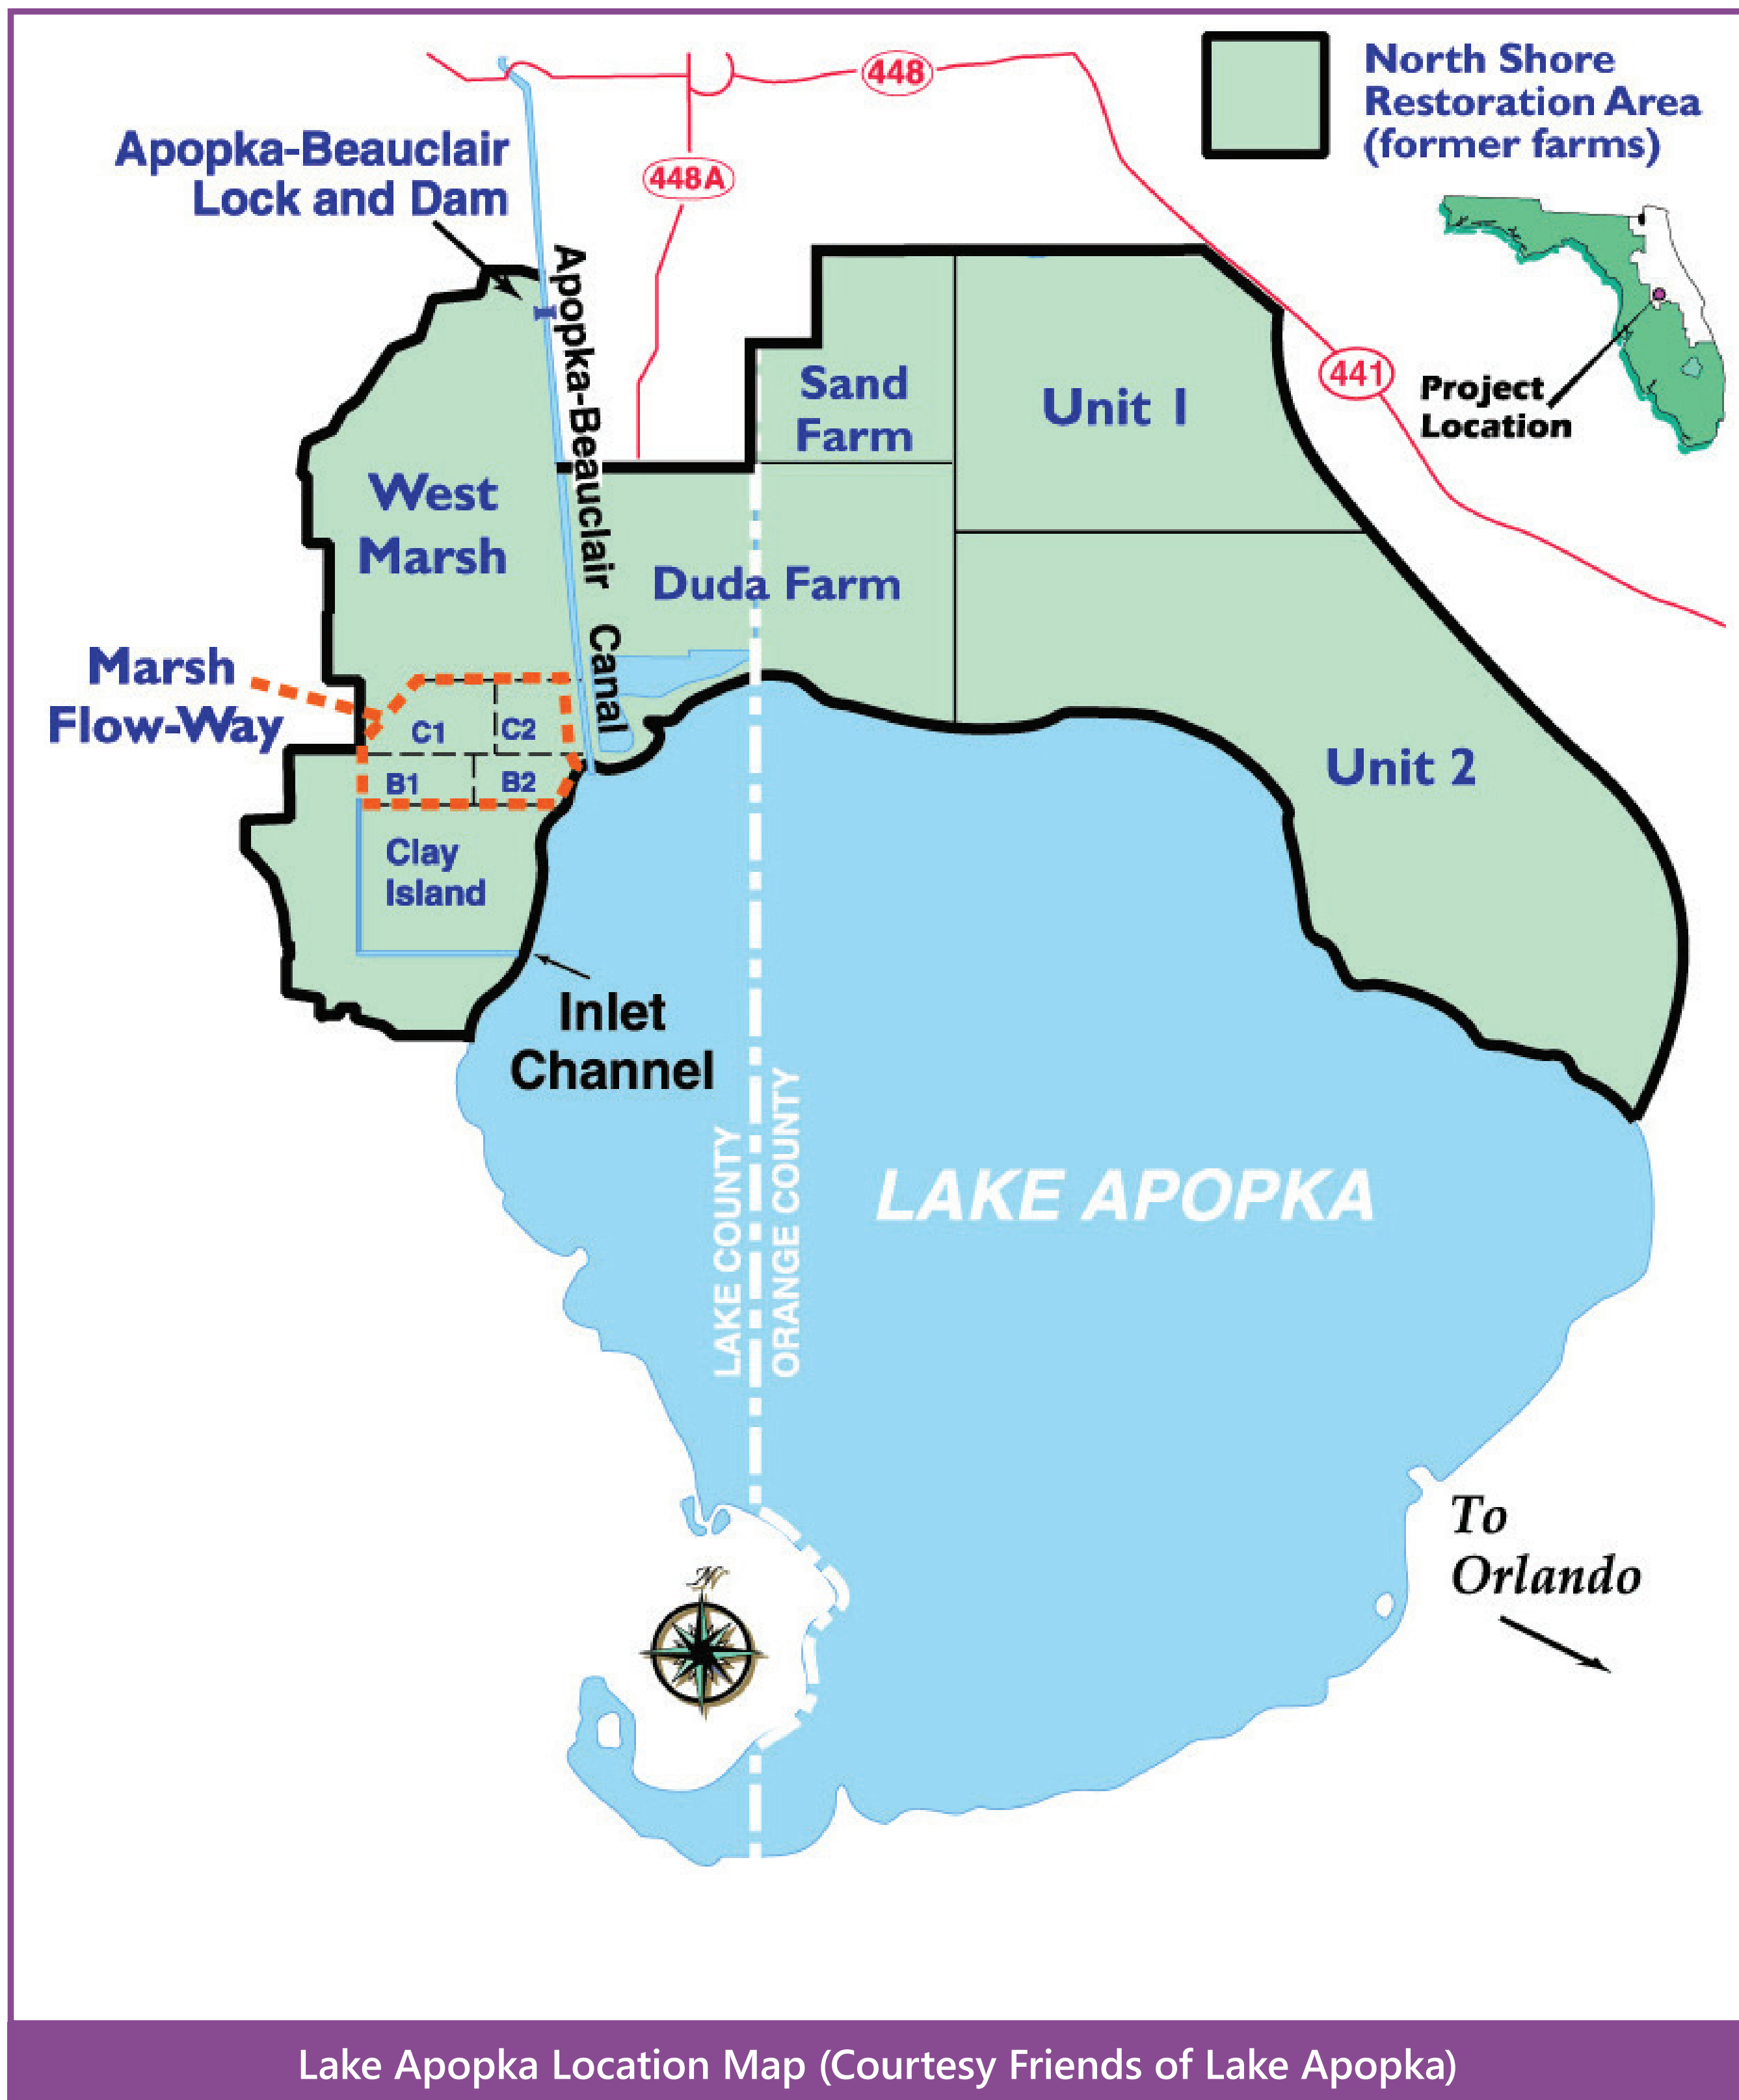 448
North Shore
Restoration Area
(former farms)
Apopka-Beauclair
Lock and Dam
448A
Apopka-Beauclair Canal
Sand
Farm
Unit 1
441
Project
Location
West
Marsh
Duda Farm
Marsh
Flow-Way
C1
C2
B1
B2
Unit 2
Clay
Island
Inlet
Channel
LAKE COUNTY
ORANGE COUNTY
LAKE APOPKA
To
Orlando
N
Lake Apopka Location Map (Courtesy Friends of Lake Apopka)